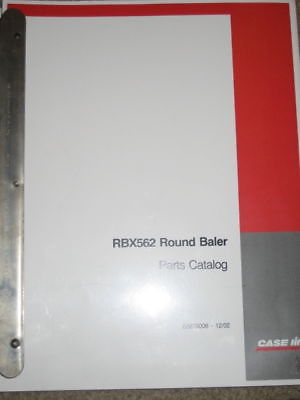 RBX562 Round Baler
Parts Catalog
CASE IH